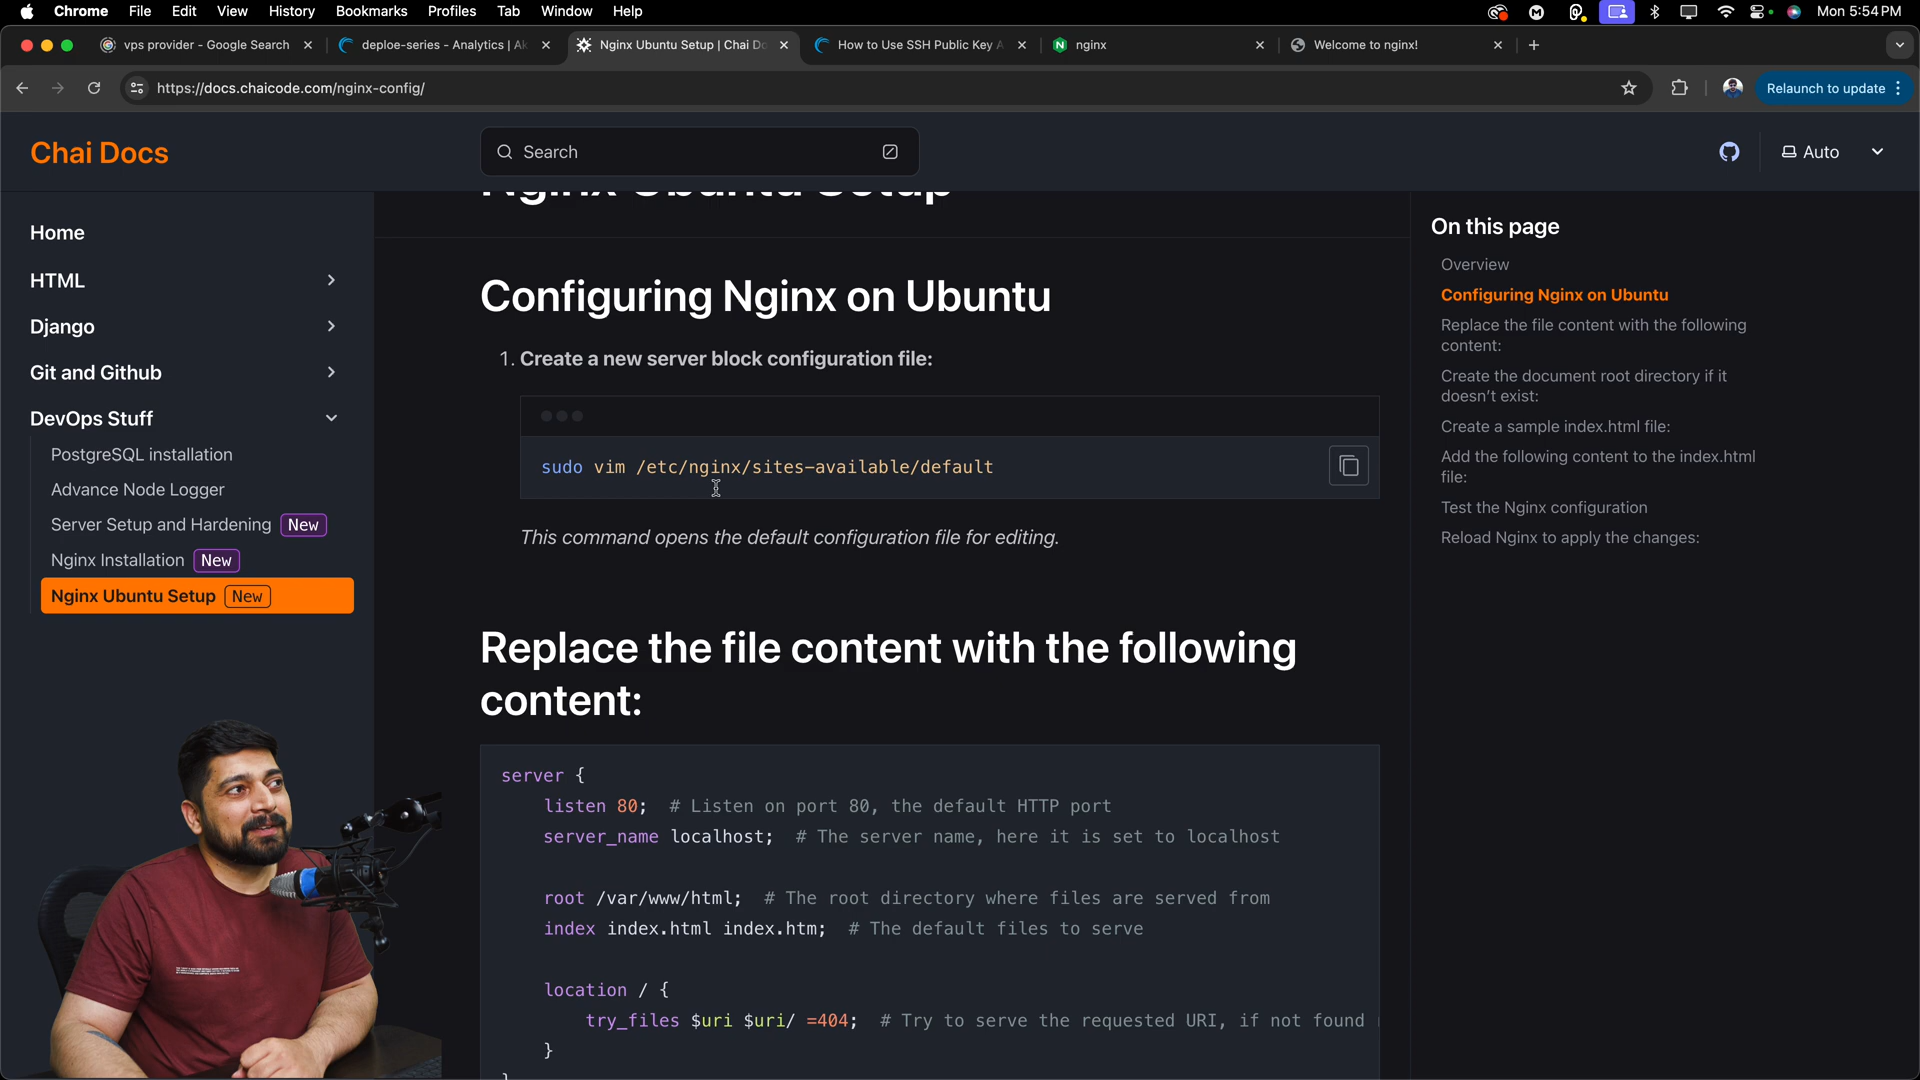 Chrome File Edit View History Bookmarks Profiles Tab Window Help Mon 5:54 PM
vps provider - Google Search deploe-series - Analytics | Ak Nginx Ubuntu Setup | Chai Do How to Use SSH Public Key A nginx Welcome to nginx!
https://docs.chaicode.com/nginx-config/ Relaunch to update
Chai Docs Search Auto
Home
HTML
Django
Git and Github
DevOps Stuff
PostgreSQL installation
Advance Node Logger
Server Setup and Hardening New
Nginx Installation New
Nginx Ubuntu Setup New
Nginx Ubuntu Setup
Configuring Nginx on Ubuntu
1. Create a new server block configuration file:
sudo vim /etc/nginx/sites-available/default
This command opens the default configuration file for editing.
Replace the file content with the following
content:
server {
listen 80; # Listen on port 80, the default HTTP port
server_name localhost; # The server name, here it is set to localhost
root /var/www/html; # The root directory where files are served from
index index.html index.htm; # The default files to serve
location / {
try_files $uri $uri/ =404; # Try to serve the requested URI, if not found
}
}
On this page
Overview
Configuring Nginx on Ubuntu
Replace the file content with the following
content:
Create the document root directory if it
doesn't exist:
Create a sample index.html file:
Add the following content to the index.html
file:
Test the Nginx configuration
Reload Nginx to apply the changes: